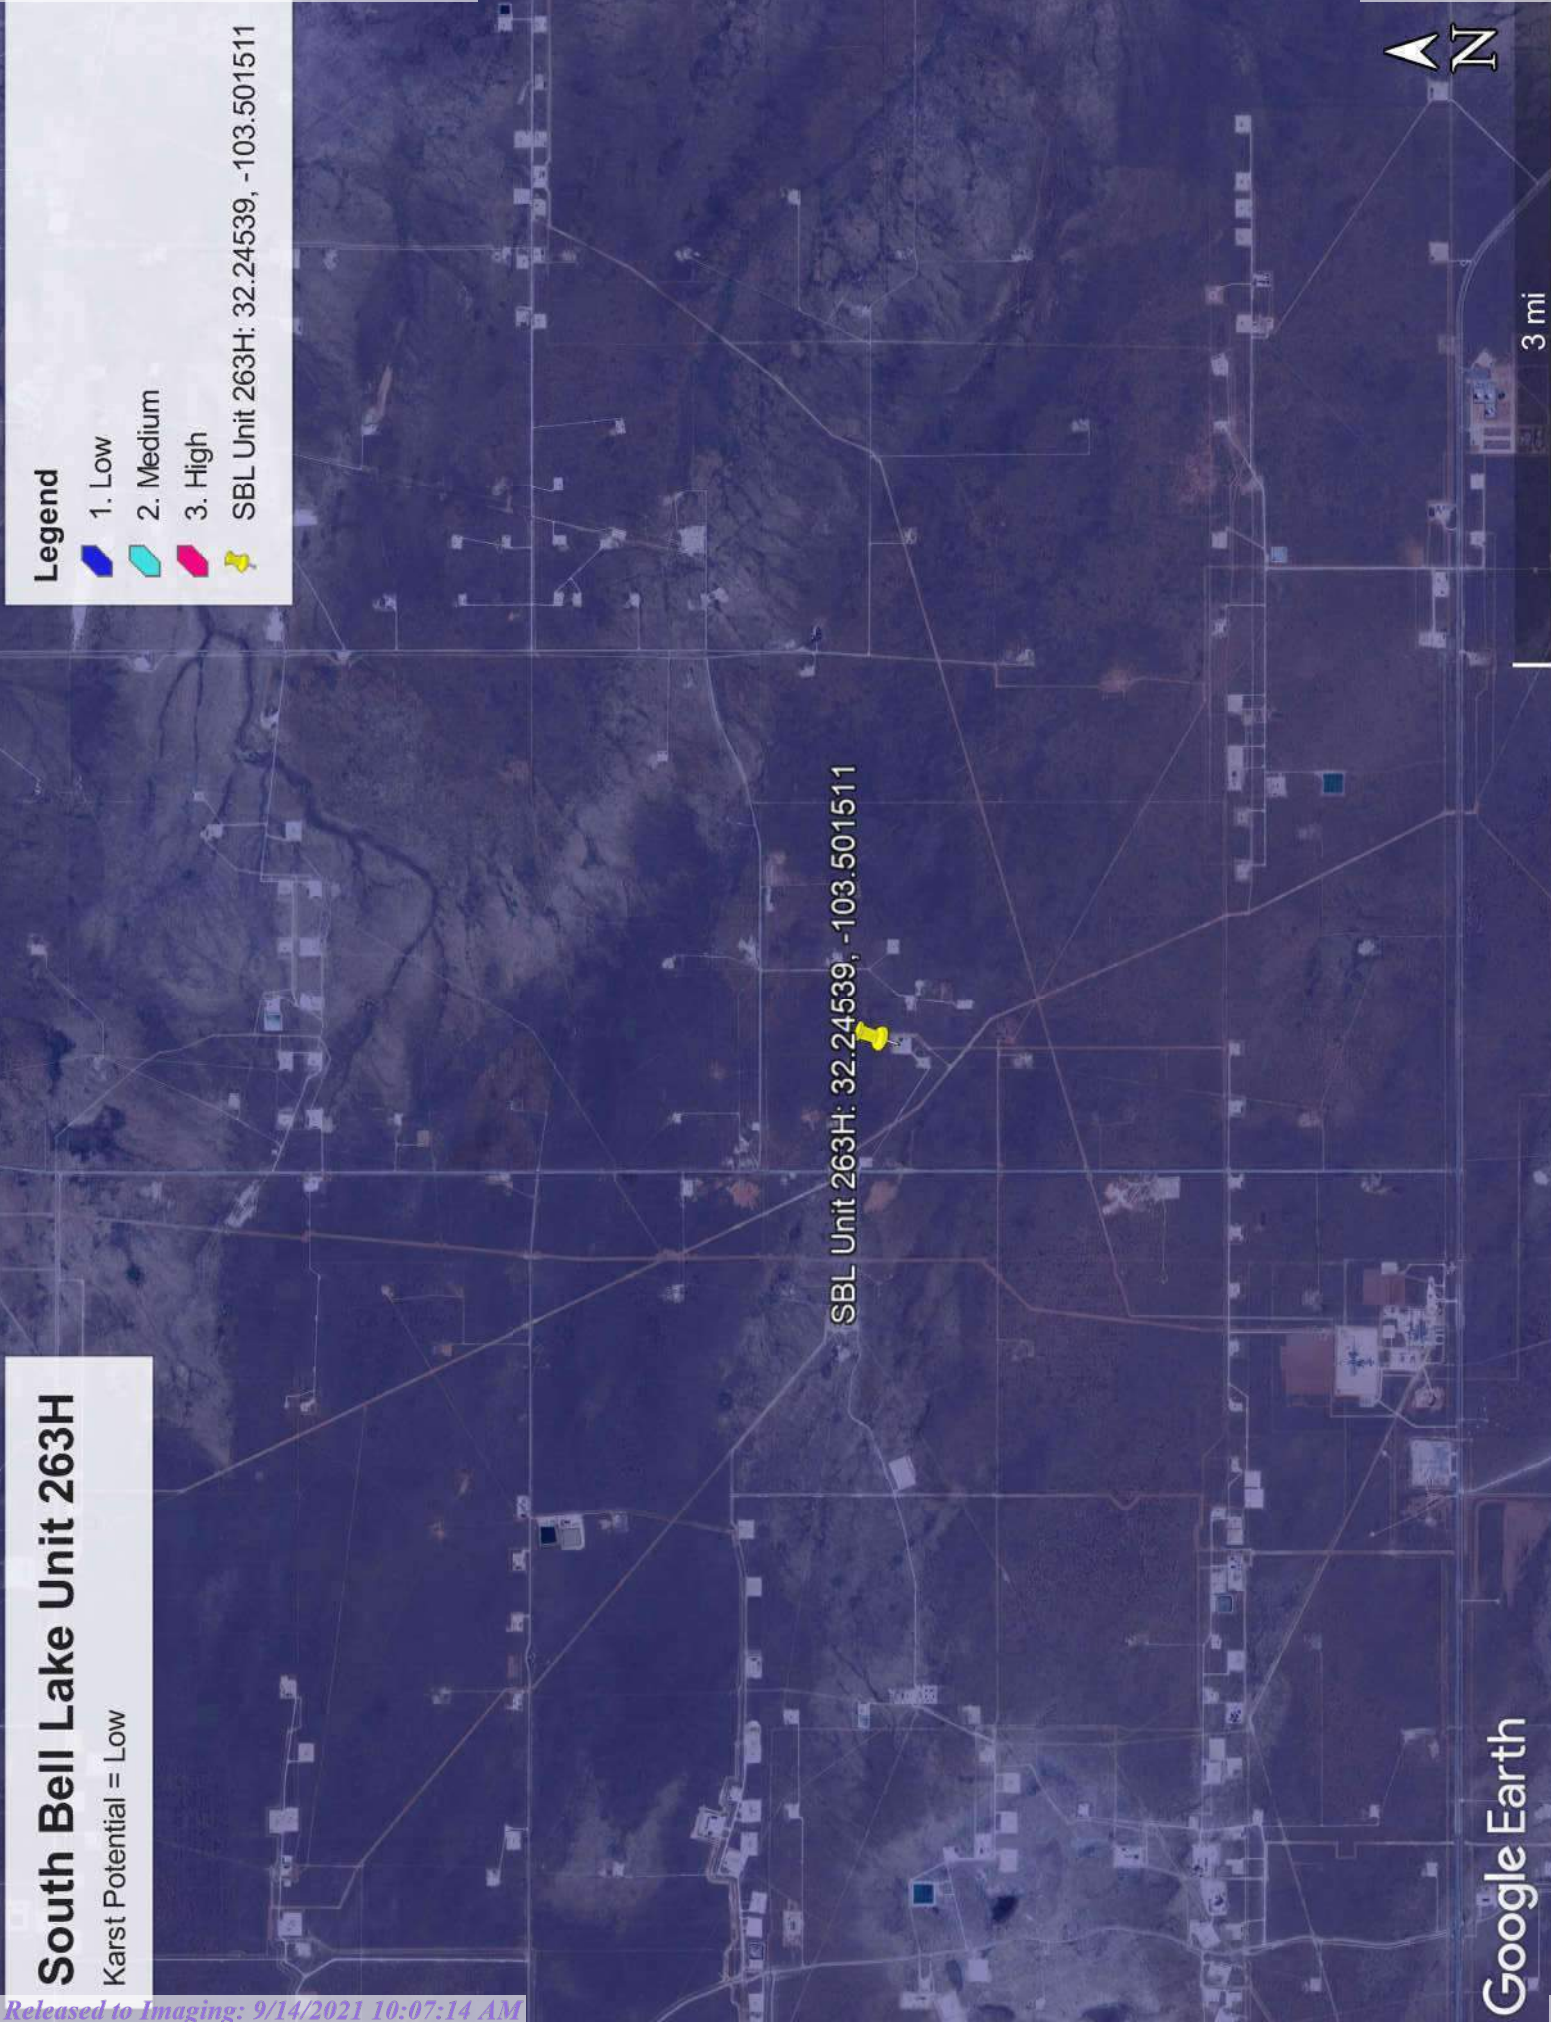 South Bell Lake Unit 263H
Karst Potential = Low
Legend
1. Low
2. Medium
3. High
SBL Unit 263H: 32.24539, -103.501511
SBL Unit 263H: 32.24539, -103.501511
Google Earth
3 mi
N
Released to Imaging: 9/14/2021 10:07:14 AM